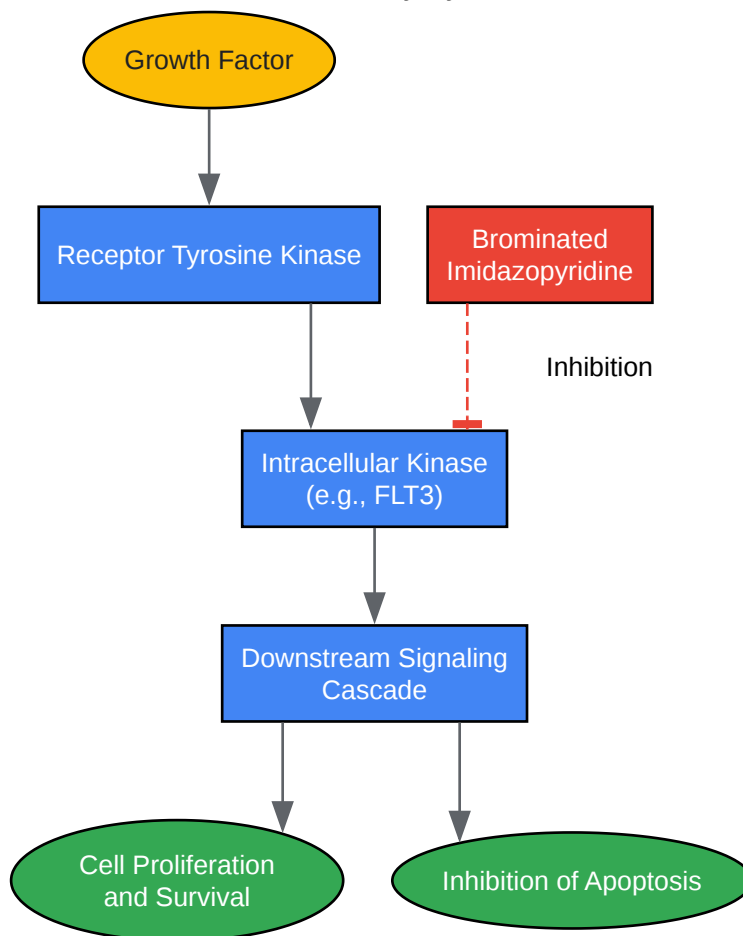 Growth Factor
Receptor Tyrosine Kinase
Brominated
Imidazopyridine
Inhibition
Intracellular Kinase
(e.g., FLT3)
Downstream Signaling
Cascade
Cell Proliferation
and Survival
Inhibition of Apoptosis